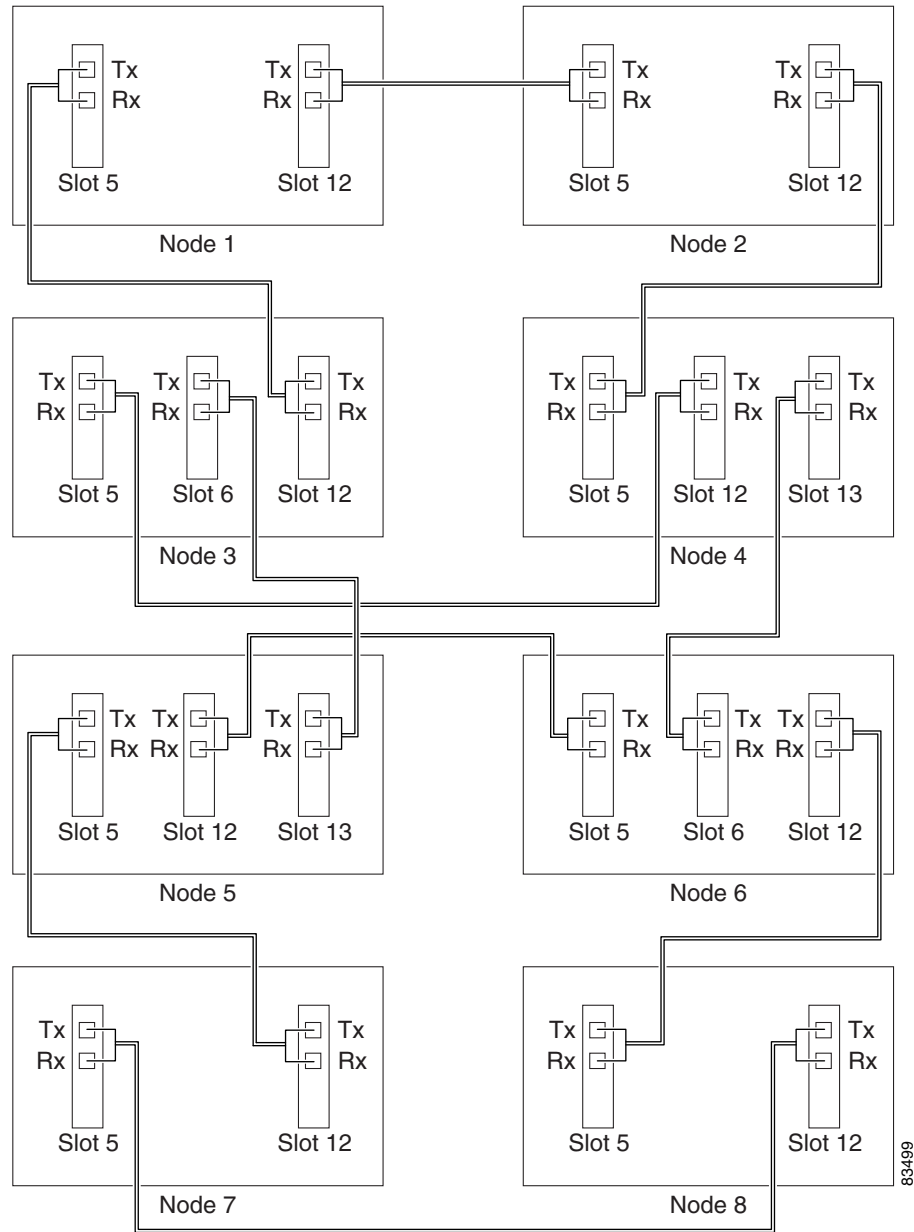 Tx Tx Tx Tx
Rx Rx Rx Rx
Slot 5 Slot 12 Slot 5 Slot 12
Node 1 Node 2
Tx Tx Tx Tx Tx Tx
Rx Rx Rx Rx Rx Rx
Slot 5 Slot 6 Slot 12 Slot 5 Slot 12 Slot 13
Node 3 Node 4
Tx Tx Tx Tx Tx Tx
Rx Rx Rx Rx Rx Rx
Slot 5 Slot 12 Slot 13 Slot 5 Slot 6 Slot 12
Node 5 Node 6
Tx Tx Tx Tx
Rx Rx Rx Rx
Slot 5 Slot 12 Slot 5 Slot 12
Node 7 Node 8
83499